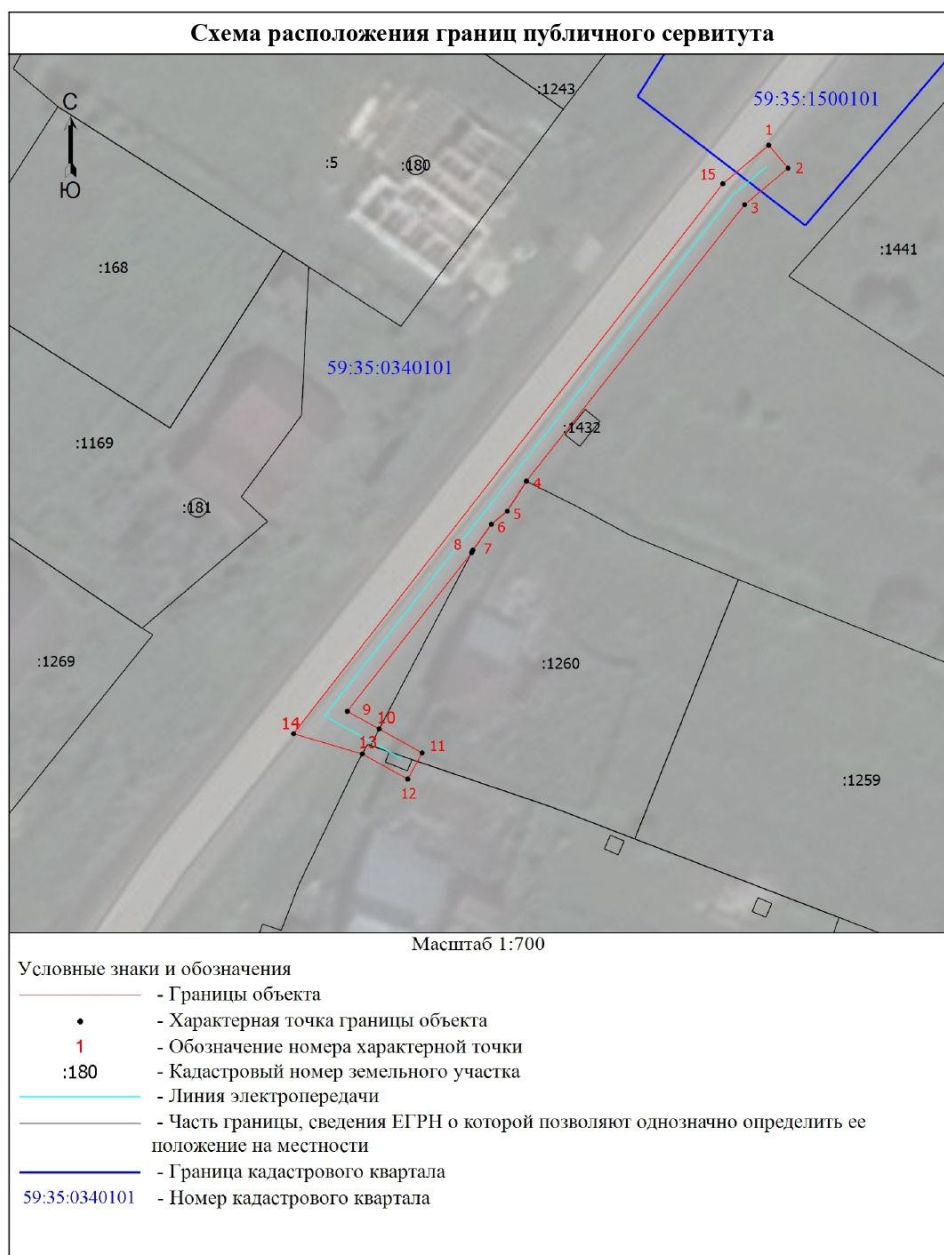 Схема расположения границ публичного сервитута
:1243
59:35:1500101
С
Ю
1
:5
:180
2
15
3
:1441
:168
59:35:0340101
:1432
:1169
4
:181
5
6
8
7
:1269
:1260
9
14
10
13
11
12
:1259
Масштаб 1:700
Условные знаки и обозначения
- Границы объекта
- Характерная точка границы объекта
1 - Обозначение номера характерной точки
:180 - Кадастровый номер земельного участка
- Линия электропередачи
- Часть границы, сведения ЕГРН о которой позволяют однозначно определить ее
положение на местности
- Граница кадастрового квартала
59:35:0340101 - Номер кадастрового квартала